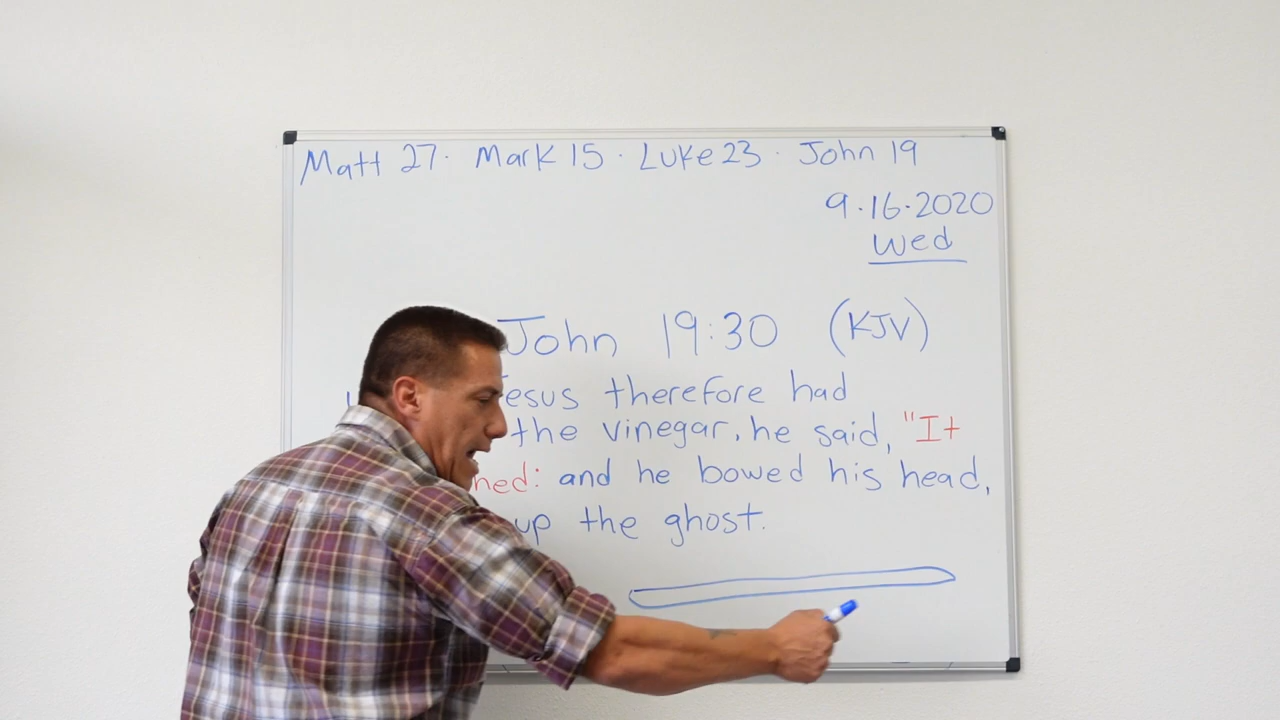 Matt 27 · Mark 15 · Luke 23 · John 19
9·16·2020
Wed
John 19:30 (KJV)
esus therefore had
the vinegar, he said, "It
hed: and he bowed his head,
up the ghost.